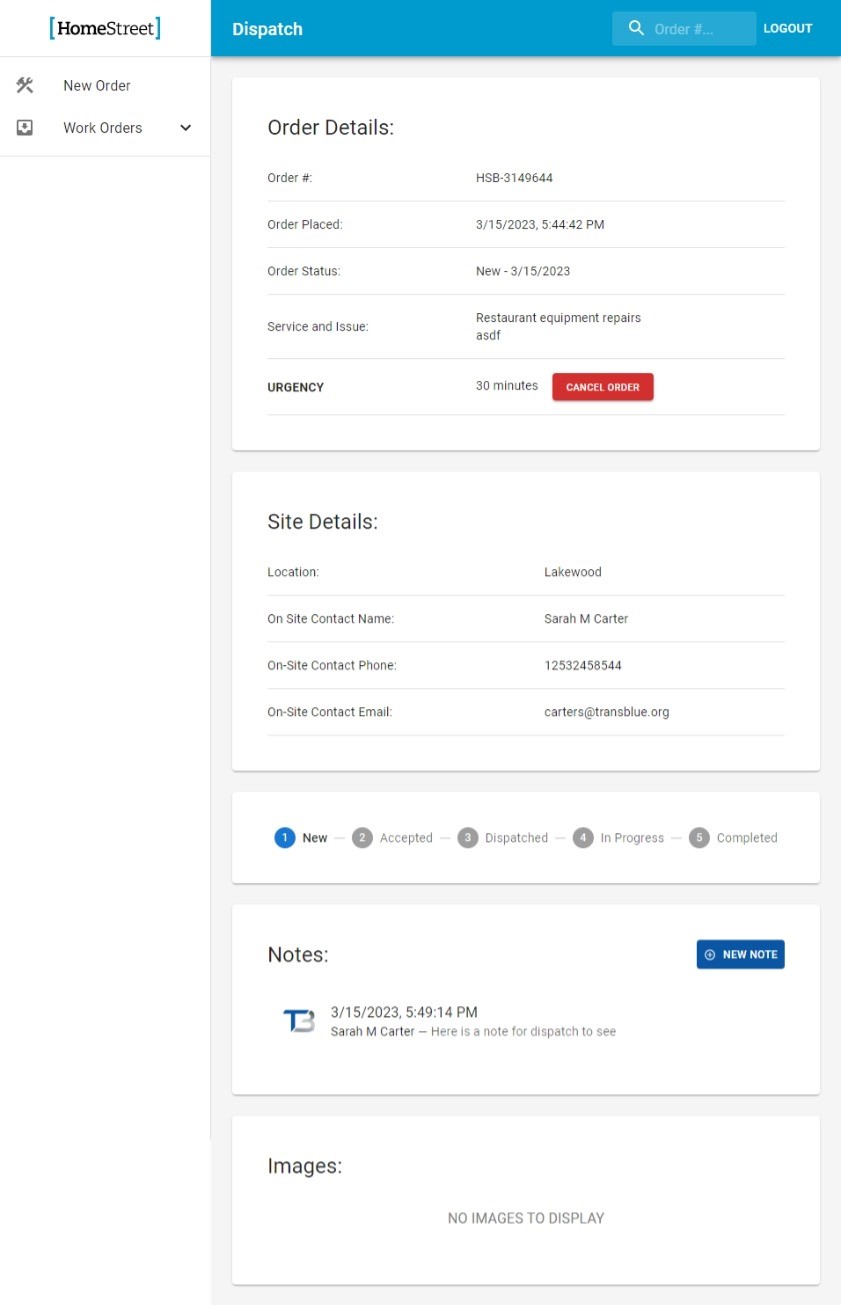 [HomeStreet]
Dispatch
Order #...
LOGOUT
New Order
Work Orders
Order Details:
Order #: HSB-3149644
Order Placed: 3/15/2023, 5:44:42 PM
Order Status: New - 3/15/2023
Service and Issue: Restaurant equipment repairs
asdf
URGENCY 30 minutes CANCEL ORDER
Site Details:
Location: Lakewood
On Site Contact Name: Sarah M Carter
On-Site Contact Phone: 12532458544
On-Site Contact Email: carters@transblue.org
1 New 2 Accepted 3 Dispatched 4 In Progress 5 Completed
Notes: NEW NOTE
TB
3/15/2023, 5:49:14 PM
Sarah M Carter — Here is a note for dispatch to see
Images:
NO IMAGES TO DISPLAY